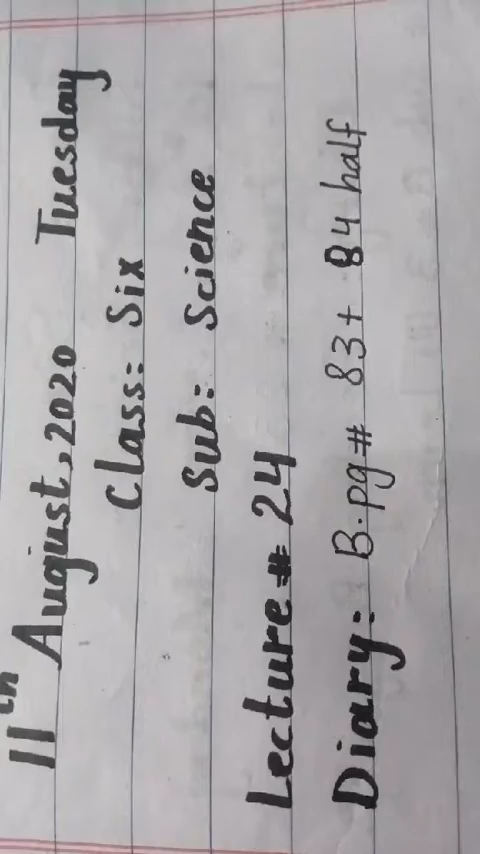 11th August, 2020 Tuesday
Class: Six
Sub: Science
Lecture # 24
Diary: B.pg # 83+ 84 half